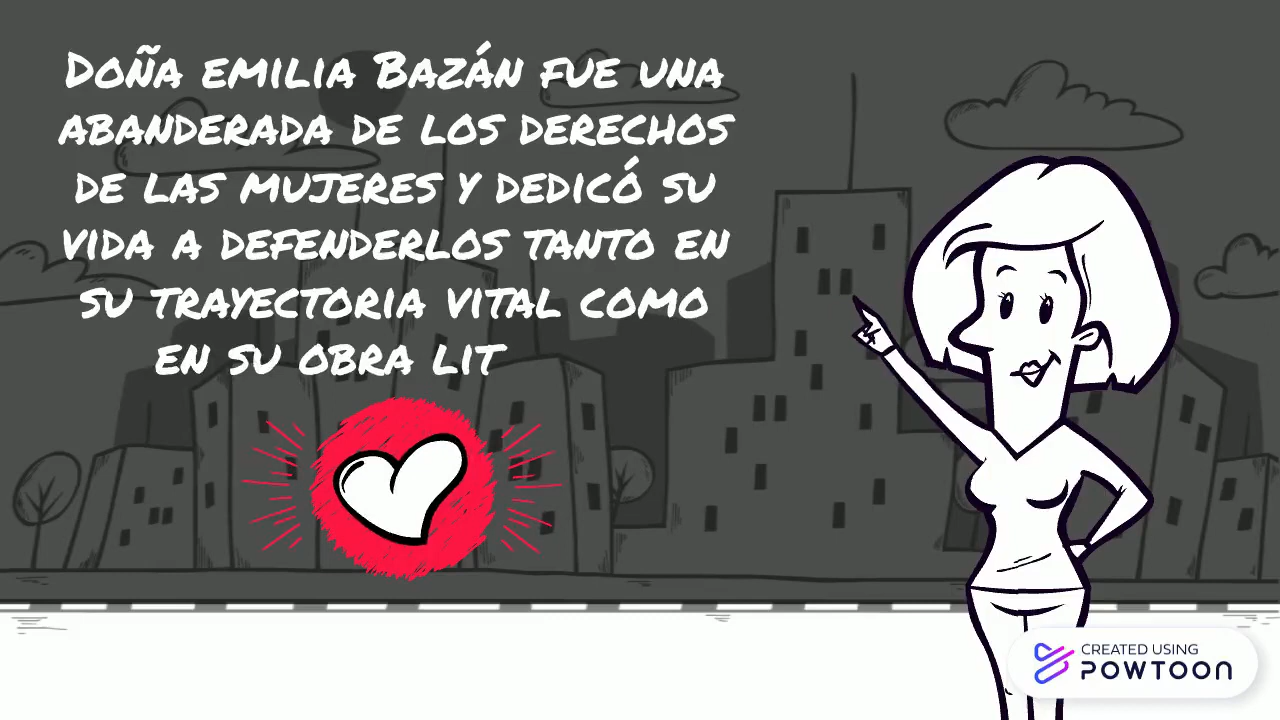 Doña emilia Bazán fue una
abanderada de los derechos
de las mujeres y dedicó su
vida a defenderlos tanto en
su trayectoria vital como
en su obra lit
CREATED USING
POWTOON